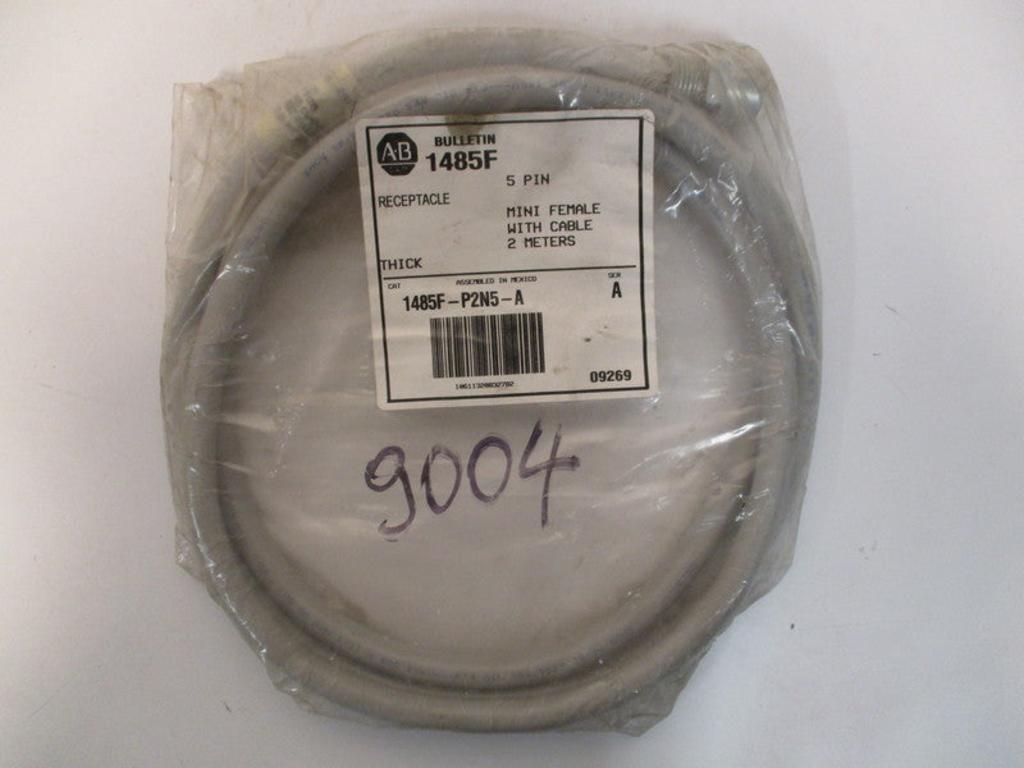 A-B
BULLETIN
1485F
5 PIN
RECEPTACLE
MINI FEMALE
WITH CABLE
2 METERS
THICK
CAT
ASSEMBLED IN MEXICO
SER
1485F-P2N5-A
A
09269
9004